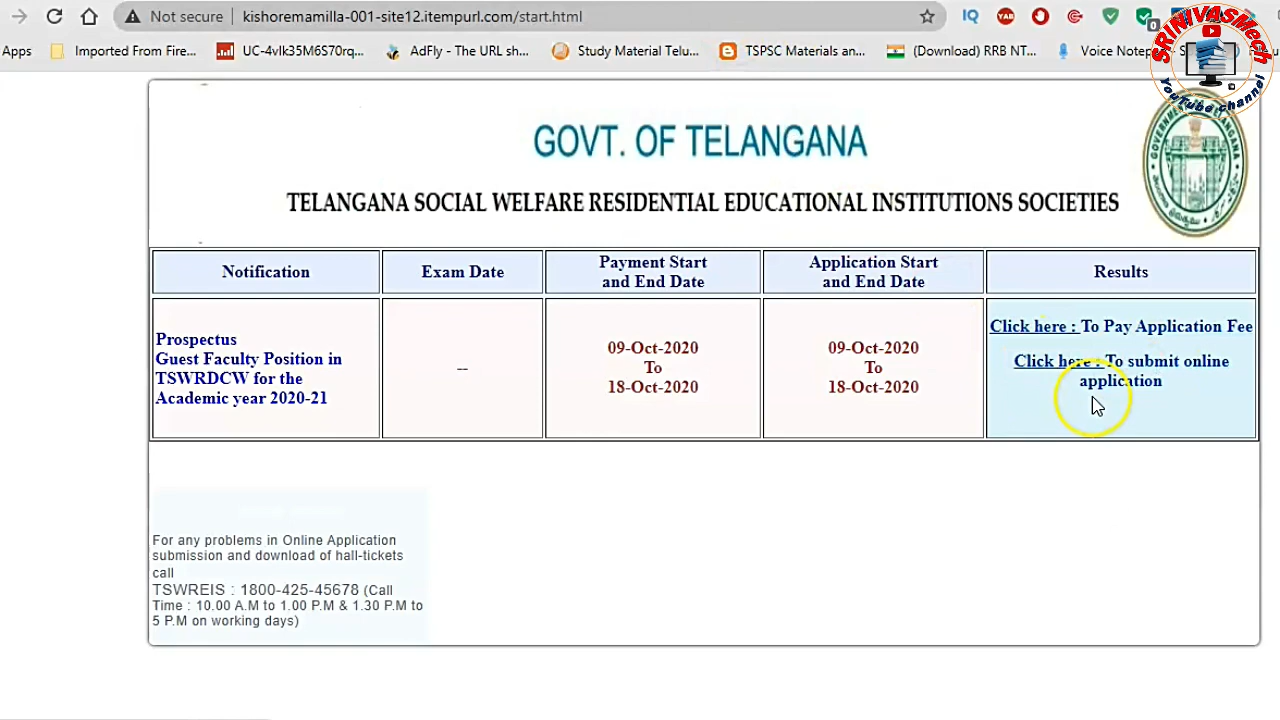 Not secure kishoremamilla-001-site12.itempurl.com/start.html
IQ YAB 0
Apps Imported From Fire... UC-4vIk35M6S70rq... AdFly - The URL sh... Study Material Telu... TSPSC Materials an... (Download) RRB NT... Voice Notep
SRINIVASMech
YouTube channel
GOVT. OF TELANGANA
TELANGANA SOCIAL WELFARE RESIDENTIAL EDUCATIONAL INSTITUTIONS SOCIETIES
Notification
Exam Date
Payment Start
and End Date
Application Start
and End Date
Results
Prospectus
Guest Faculty Position in
TSWRDCW for the
Academic year 2020-21
--
09-Oct-2020
To
18-Oct-2020
09-Oct-2020
To
18-Oct-2020
Click here : To Pay Application Fee
Click here : To submit online
application
For any problems in Online Application
submission and download of hall-tickets
call
TSWREIS : 1800-425-45678 (Call
Time : 10.00 A.M to 1.00 P.M & 1.30 P.M to
5 P.M on working days)